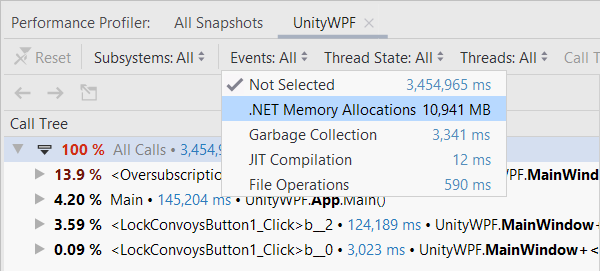 Performance Profiler: All Snapshots UnityWPF ×
Reset Subsystems: All Events: All Thread State: All Threads: All Call T
Not Selected 3,454,965 ms
.NET Memory Allocations 10,941 MB
Call Tree
Garbage Collection 3,341 ms
100 % All Calls • 3,454,9
JIT Compilation 12 ms
13.9 % <Oversubscriptio WPF.MainWind
File Operations 590 ms
4.20 % Main • 145,204 ms • UnityWPF.App.Main()
3.59 % <LockConvoysButton1_Click>b__2 • 124,189 ms • UnityWPF.MainWindow+
0.09 % <LockConvoysButton1_Click>b__0 • 3,023 ms • UnityWPF.MainWindow+<